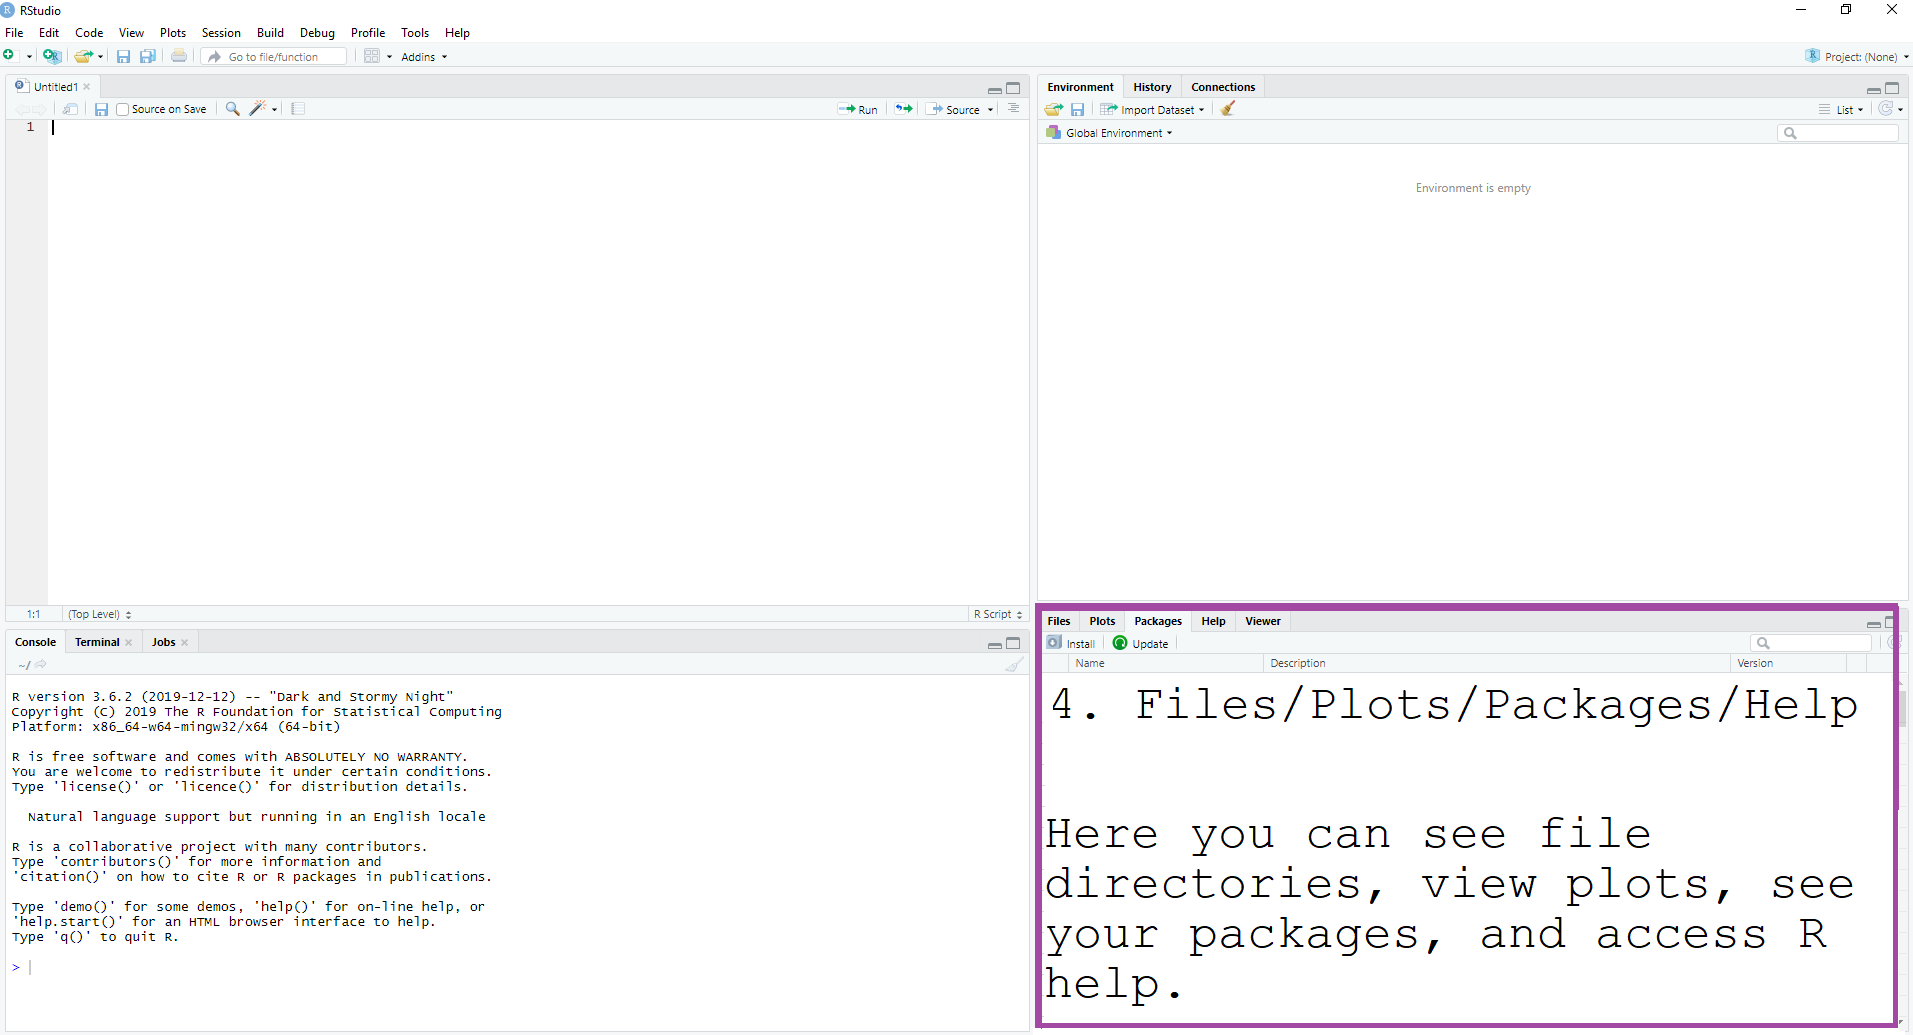 RStudio
File Edit Code View Plots Session Build Debug Profile Tools Help
Go to file/function Addins Project: (None)
Untitled1
Source on Save Run Source
1
1:1 (Top Level) R Script
Console Terminal Jobs
~/
R version 3.6.2 (2019-12-12) -- "Dark and Stormy Night"
Copyright (C) 2019 The R Foundation for Statistical Computing
Platform: x86_64-w64-mingw32/x64 (64-bit)
R is free software and comes with ABSOLUTELY NO WARRANTY.
You are welcome to redistribute it under certain conditions.
Type 'license()' or 'licence()' for distribution details.
Natural language support but running in an English locale
R is a collaborative project with many contributors.
Type 'contributors()' for more information and
'citation()' on how to cite R or R packages in publications.
Type 'demo()' for some demos, 'help()' for on-line help, or
'help.start()' for an HTML browser interface to help.
Type 'q()' to quit R.
>
Environment History Connections
Import Dataset List
Global Environment
Environment is empty
Files Plots Packages Help Viewer
Install Update
Name Description Version
4. Files/Plots/Packages/Help
Here you can see file
directories, view plots, see
your packages, and access R
help.